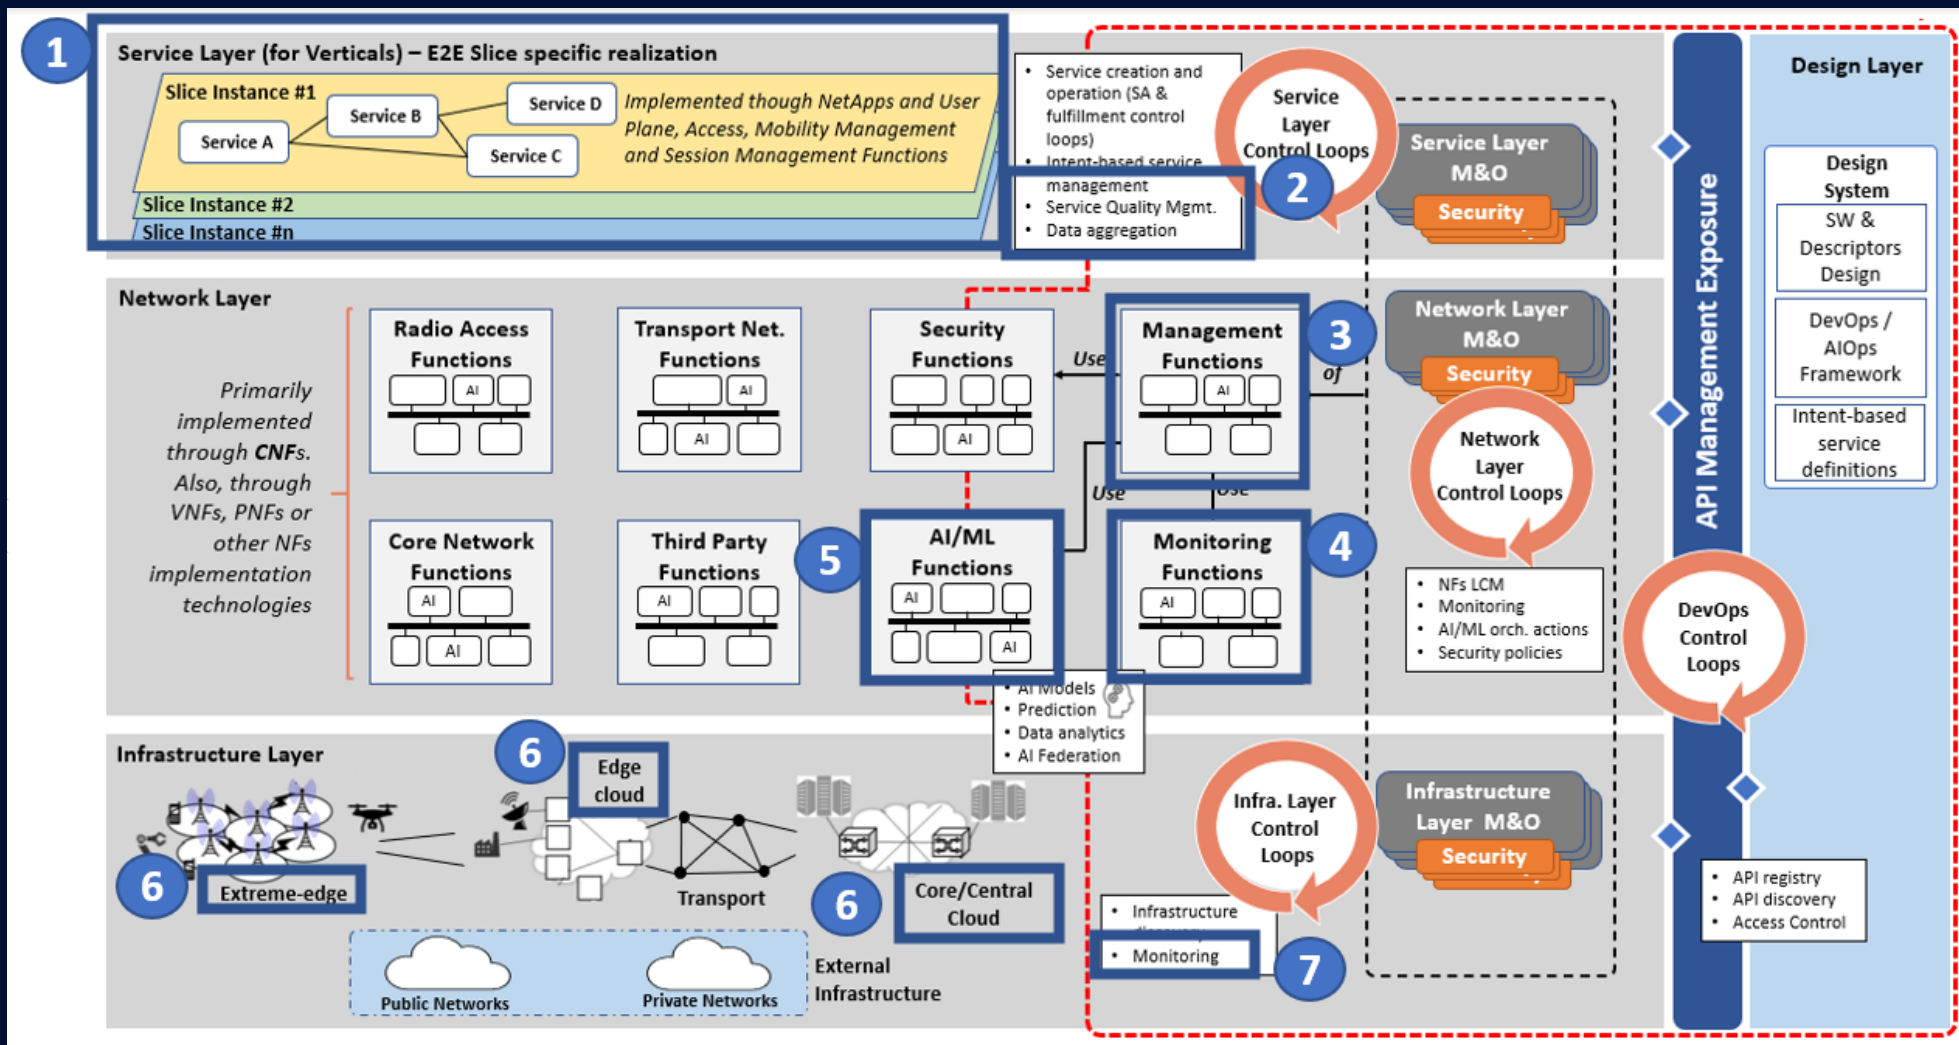 1
Service Layer (for Verticals) – E2E Slice specific realization
Slice Instance #1
Service A
Service B
Service D
Service C
Implemented though NetApps and User
Plane, Access, Mobility Management
and Session Management Functions
Slice Instance #2
Slice Instance #n
• Service creation and
operation (SA &
fulfillment control
loops)
• Intent-based service
management
• Service Quality Mgmt.
• Data aggregation
Service
Layer
Control Loops
2
Service Layer
M&O
Security
Network Layer
Primarily
implemented
through CNFs.
Also, through
VNFs, PNFs or
other NFs
implementation
technologies
Radio Access
Functions
AI
Transport Net.
Functions
AI
AI
Security
Functions
AI
Use
Management
Functions
AI
3
of
Use
Use
Core Network
Functions
AI
AI
Third Party
Functions
AI
5
AI/ML
Functions
AI
AI
Monitoring
Functions
AI
4
• AI Models
• Prediction
• Data analytics
• AI Federation
Network Layer
M&O
Security
Network
Layer
Control Loops
• NFs LCM
• Monitoring
• AI/ML orch. actions
• Security policies
Infrastructure Layer
6
Extreme-edge
6
Edge
cloud
Transport
6
Core/Central
Cloud
Public Networks
Private Networks
External
Infrastructure
Infra. Layer
Control
Loops
• Infrastructure
discovery
• Monitoring
7
Infrastructure
Layer M&O
Security
API Management Exposure
DevOps
Control
Loops
• API registry
• API discovery
• Access Control
Design Layer
Design
System
SW &
Descriptors
Design
DevOps /
AIOps
Framework
Intent-based
service
definitions